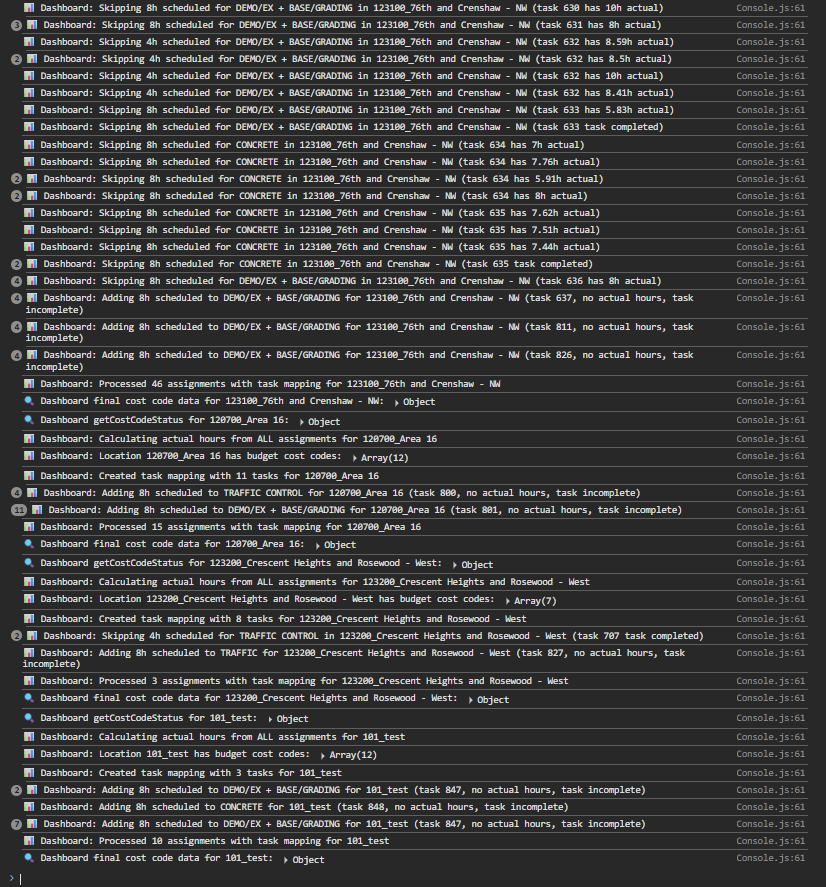 Dashboard: Skipping 8h scheduled for DEMO/EX + BASE/GRADING in 123100_76th and Crenshaw - NW (task 630 has 10h actual) Console.js:61
3 Dashboard: Skipping 8h scheduled for DEMO/EX + BASE/GRADING in 123100_76th and Crenshaw - NW (task 631 has 8h actual) Console.js:61
Dashboard: Skipping 4h scheduled for DEMO/EX + BASE/GRADING in 123100_76th and Crenshaw - NW (task 632 has 8.59h actual) Console.js:61
2 Dashboard: Skipping 4h scheduled for DEMO/EX + BASE/GRADING in 123100_76th and Crenshaw - NW (task 632 has 8.5h actual) Console.js:61
Dashboard: Skipping 4h scheduled for DEMO/EX + BASE/GRADING in 123100_76th and Crenshaw - NW (task 632 has 10h actual) Console.js:61
Dashboard: Skipping 4h scheduled for DEMO/EX + BASE/GRADING in 123100_76th and Crenshaw - NW (task 632 has 8.41h actual) Console.js:61
Dashboard: Skipping 8h scheduled for DEMO/EX + BASE/GRADING in 123100_76th and Crenshaw - NW (task 633 has 5.83h actual) Console.js:61
Dashboard: Skipping 8h scheduled for DEMO/EX + BASE/GRADING in 123100_76th and Crenshaw - NW (task 633 task completed) Console.js:61
Dashboard: Skipping 8h scheduled for CONCRETE in 123100_76th and Crenshaw - NW (task 634 has 7h actual) Console.js:61
Dashboard: Skipping 8h scheduled for CONCRETE in 123100_76th and Crenshaw - NW (task 634 has 7.76h actual) Console.js:61
2 Dashboard: Skipping 8h scheduled for CONCRETE in 123100_76th and Crenshaw - NW (task 634 has 5.91h actual) Console.js:61
2 Dashboard: Skipping 8h scheduled for CONCRETE in 123100_76th and Crenshaw - NW (task 634 has 8h actual) Console.js:61
Dashboard: Skipping 8h scheduled for CONCRETE in 123100_76th and Crenshaw - NW (task 635 has 7.62h actual) Console.js:61
Dashboard: Skipping 8h scheduled for CONCRETE in 123100_76th and Crenshaw - NW (task 635 has 7.51h actual) Console.js:61
Dashboard: Skipping 8h scheduled for CONCRETE in 123100_76th and Crenshaw - NW (task 635 has 7.44h actual) Console.js:61
2 Dashboard: Skipping 8h scheduled for CONCRETE in 123100_76th and Crenshaw - NW (task 635 task completed) Console.js:61
4 Dashboard: Skipping 8h scheduled for DEMO/EX + BASE/GRADING in 123100_76th and Crenshaw - NW (task 636 has 8h actual) Console.js:61
4 Dashboard: Adding 8h scheduled to DEMO/EX + BASE/GRADING for 123100_76th and Crenshaw - NW (task 637, no actual hours, task Console.js:61
incomplete)
4 Dashboard: Adding 8h scheduled to DEMO/EX + BASE/GRADING for 123100_76th and Crenshaw - NW (task 811, no actual hours, task Console.js:61
incomplete)
4 Dashboard: Adding 8h scheduled to DEMO/EX + BASE/GRADING for 123100_76th and Crenshaw - NW (task 826, no actual hours, task Console.js:61
incomplete)
Dashboard: Processed 46 assignments with task mapping for 123100_76th and Crenshaw - NW Console.js:61
Dashboard final cost code data for 123100_76th and Crenshaw - NW: Object Console.js:61
Dashboard getCostCodeStatus for 120700_Area 16: Object Console.js:61
Dashboard: Calculating actual hours from ALL assignments for 120700_Area 16 Console.js:61
Dashboard: Location 120700_Area 16 has budget cost codes: Array(12) Console.js:61
Dashboard: Created task mapping with 11 tasks for 120700_Area 16 Console.js:61
4 Dashboard: Adding 8h scheduled to TRAFFIC CONTROL for 120700_Area 16 (task 800, no actual hours, task incomplete) Console.js:61
11 Dashboard: Adding 8h scheduled to DEMO/EX + BASE/GRADING for 120700_Area 16 (task 801, no actual hours, task incomplete) Console.js:61
Dashboard: Processed 15 assignments with task mapping for 120700_Area 16 Console.js:61
Dashboard final cost code data for 120700_Area 16: Object Console.js:61
Dashboard getCostCodeStatus for 123200_Crescent Heights and Rosewood - West: Object Console.js:61
Dashboard: Calculating actual hours from ALL assignments for 123200_Crescent Heights and Rosewood - West Console.js:61
Dashboard: Location 123200_Crescent Heights and Rosewood - West has budget cost codes: Array(7) Console.js:61
Dashboard: Created task mapping with 8 tasks for 123200_Crescent Heights and Rosewood - West Console.js:61
2 Dashboard: Skipping 4h scheduled for TRAFFIC CONTROL in 123200_Crescent Heights and Rosewood - West (task 707 task completed) Console.js:61
Dashboard: Adding 8h scheduled to TRAFFIC for 123200_Crescent Heights and Rosewood - West (task 827, no actual hours, task Console.js:61
incomplete)
Dashboard: Processed 3 assignments with task mapping for 123200_Crescent Heights and Rosewood - West Console.js:61
Dashboard final cost code data for 123200_Crescent Heights and Rosewood - West: Object Console.js:61
Dashboard getCostCodeStatus for 101_test: Object Console.js:61
Dashboard: Calculating actual hours from ALL assignments for 101_test Console.js:61
Dashboard: Location 101_test has budget cost codes: Array(12) Console.js:61
Dashboard: Created task mapping with 3 tasks for 101_test Console.js:61
2 Dashboard: Adding 8h scheduled to DEMO/EX + BASE/GRADING for 101_test (task 847, no actual hours, task incomplete) Console.js:61
Dashboard: Adding 8h scheduled to CONCRETE for 101_test (task 848, no actual hours, task incomplete) Console.js:61
7 Dashboard: Adding 8h scheduled to DEMO/EX + BASE/GRADING for 101_test (task 847, no actual hours, task incomplete) Console.js:61
Dashboard: Processed 10 assignments with task mapping for 101_test Console.js:61
Dashboard final cost code data for 101_test: Object Console.js:61